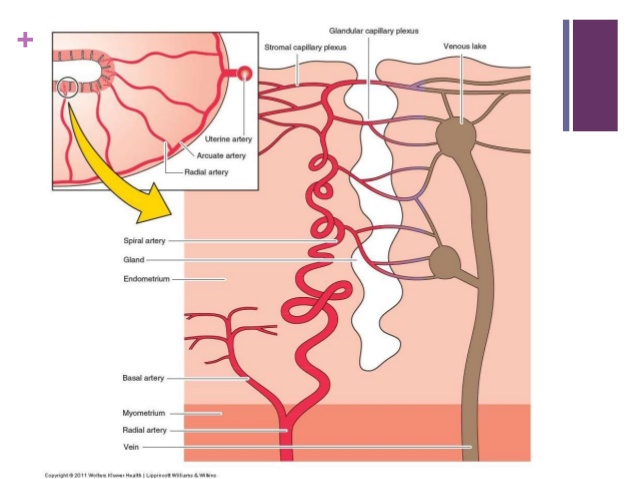 +
Glandular capillary plexus
Stromal capillary plexus
Venous lake
Uterine artery
Arcuate artery
Radial artery
Spiral artery
Gland
Endometrium
Basal artery
Myometrium
Radial artery
Vein
Copyright © 2011 Wolters Kluwer Health | Lippincott Williams & Wilkins